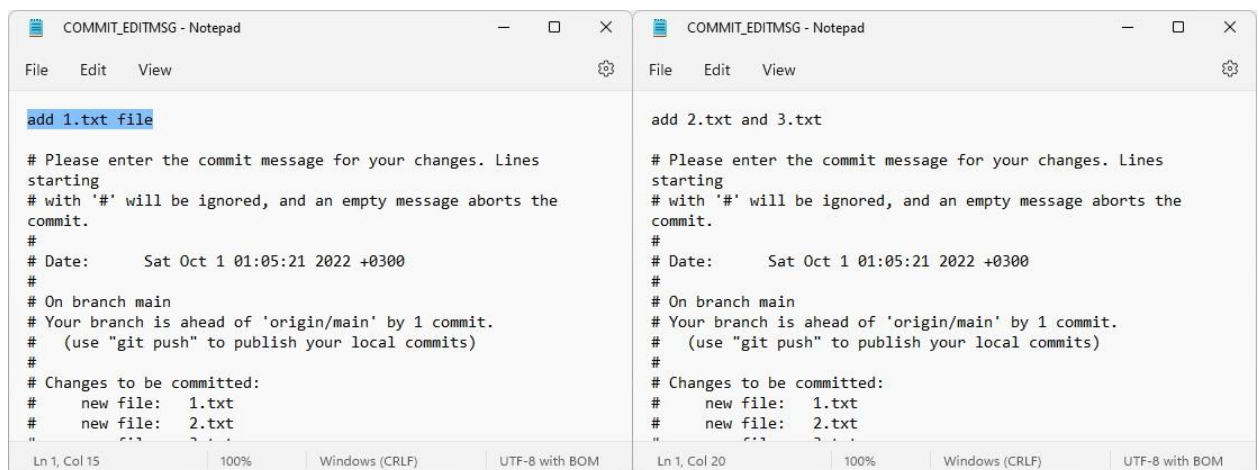 COMMIT_EDITMSG - Notepad
File Edit View
add 1.txt file
# Please enter the commit message for your changes. Lines
starting
# with '#' will be ignored, and an empty message aborts the
commit.
#
# Date:      Sat Oct 1 01:05:21 2022 +0300
#
# On branch main
# Your branch is ahead of 'origin/main' by 1 commit.
#   (use "git push" to publish your local commits)
#
# Changes to be committed:
#     new file:   1.txt
#     new file:   2.txt
Ln 1, Col 15 100% Windows (CRLF) UTF-8 with BOM
COMMIT_EDITMSG - Notepad
File Edit View
add 2.txt and 3.txt
# Please enter the commit message for your changes. Lines
starting
# with '#' will be ignored, and an empty message aborts the
commit.
#
# Date:      Sat Oct 1 01:05:21 2022 +0300
#
# On branch main
# Your branch is ahead of 'origin/main' by 1 commit.
#   (use "git push" to publish your local commits)
#
# Changes to be committed:
#     new file:   1.txt
#     new file:   2.txt
Ln 1, Col 20 100% Windows (CRLF) UTF-8 with BOM